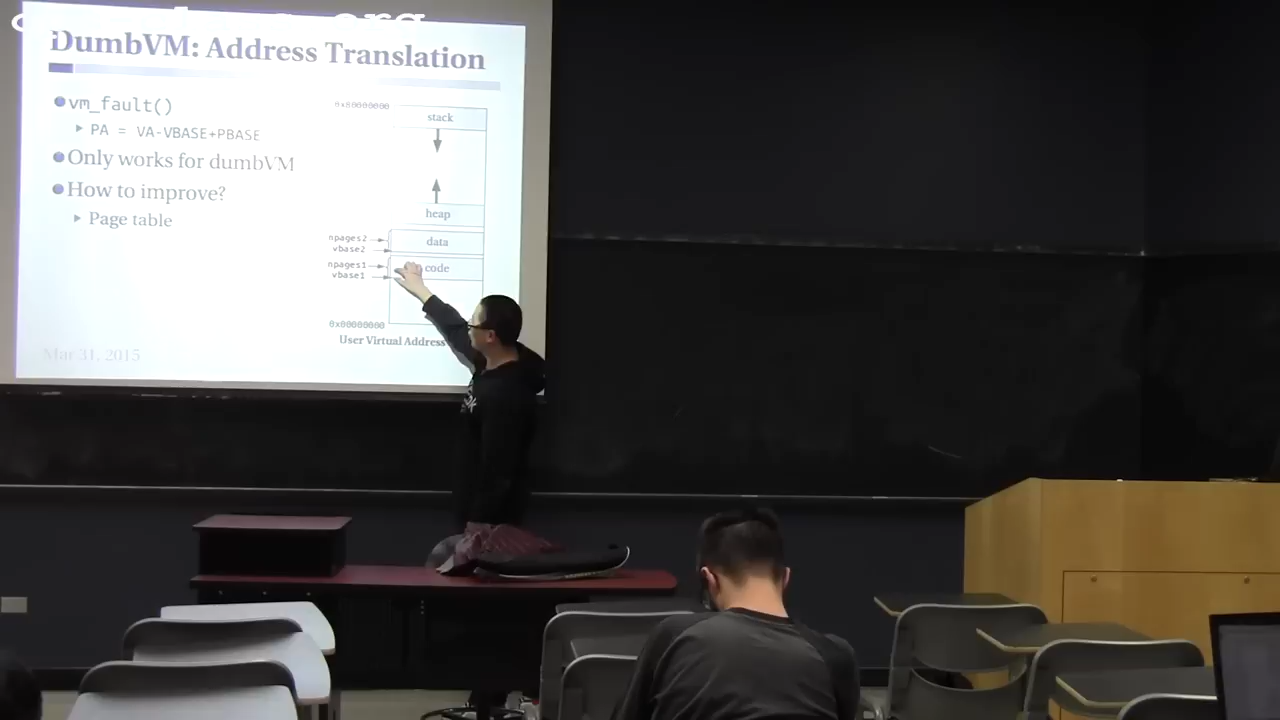 DumbVM: Address Translation
vm_fault()
PA = VA-VBASE+PBASE
Only works for dumbVM
How to improve?
Page table
0x80000000
stack
heap
npages2
data
vbase2
npages1
code
vbase1
0x00000000
User Virtual Address
Mar 31, 2015